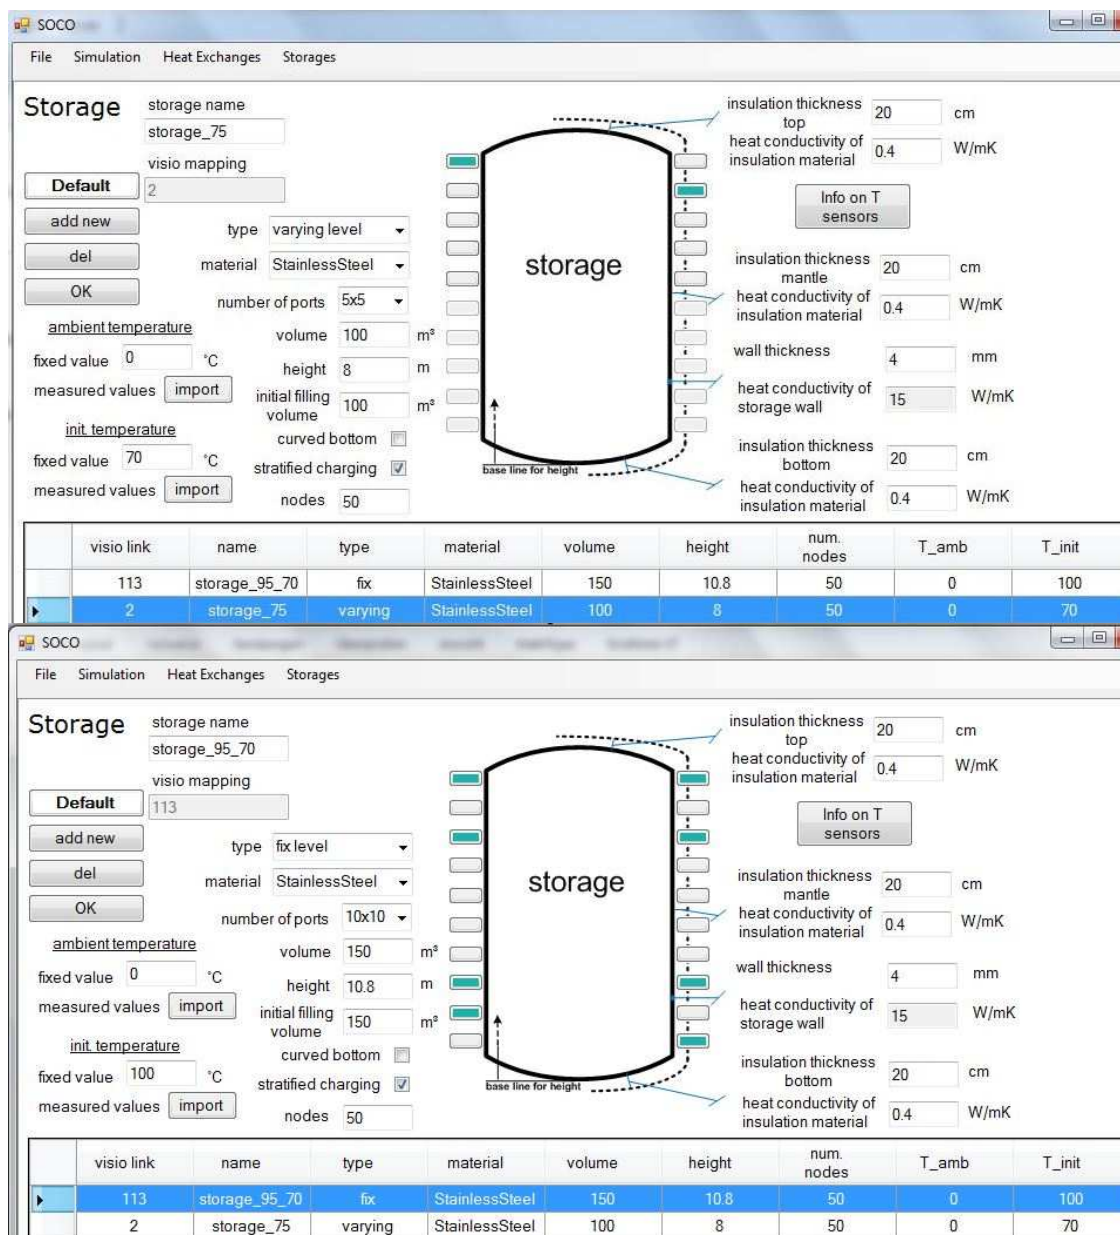 SOCO
File Simulation Heat Exchanges Storages
Storage
storage name
storage_75
visio mapping
2
Default
add new
del
OK
ambient temperature
fixed value 0 °C
measured values import
init. temperature
fixed value 70 °C
measured values import
type varying level
material StainlessSteel
number of ports 5x5
volume 100 m³
height 8 m
initial filling
volume 100 m³
curved bottom
stratified charging
nodes 50
storage
base line for height
insulation thickness
top 20 cm
heat conductivity of
insulation material 0.4 W/mK
Info on T
sensors
insulation thickness
mantle 20 cm
heat conductivity of
insulation material 0.4 W/mK
wall thickness 4 mm
heat conductivity of
storage wall 15 W/mK
insulation thickness
bottom 20 cm
heat conductivity of
insulation material 0.4 W/mK
visio link name type material volume height num. nodes T_amb T_init
113 storage_95_70 fix StainlessSteel 150 10.8 50 0 100
2 storage_75 varying StainlessSteel 100 8 50 0 70
SOCO
File Simulation Heat Exchanges Storages
Storage
storage name
storage_95_70
visio mapping
113
Default
add new
del
OK
ambient temperature
fixed value 0 °C
measured values import
init. temperature
fixed value 100 °C
measured values import
type fix level
material StainlessSteel
number of ports 10x10
volume 150 m³
height 10.8 m
initial filling
volume 150 m³
curved bottom
stratified charging
nodes 50
storage
base line for height
insulation thickness
top 20 cm
heat conductivity of
insulation material 0.4 W/mK
Info on T
sensors
insulation thickness
mantle 20 cm
heat conductivity of
insulation material 0.4 W/mK
wall thickness 4 mm
heat conductivity of
storage wall 15 W/mK
insulation thickness
bottom 20 cm
heat conductivity of
insulation material 0.4 W/mK
visio link name type material volume height num. nodes T_amb T_init
113 storage_95_70 fix StainlessSteel 150 10.8 50 0 100
2 storage_75 varying StainlessSteel 100 8 50 0 70